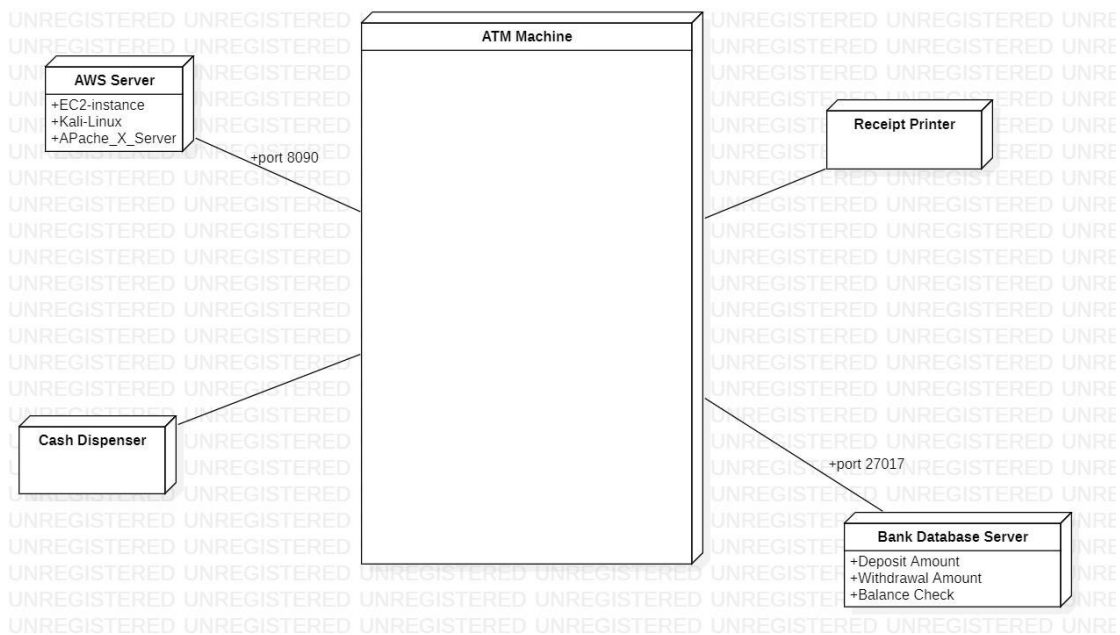 ATM Machine
AWS Server
+EC2-instance
+Kali-Linux
+APache_X_Server
+port 8090
Receipt Printer
Cash Dispenser
+port 27017
Bank Database Server
+Deposit Amount
+Withdrawal Amount
+Balance Check
UNREGISTERED